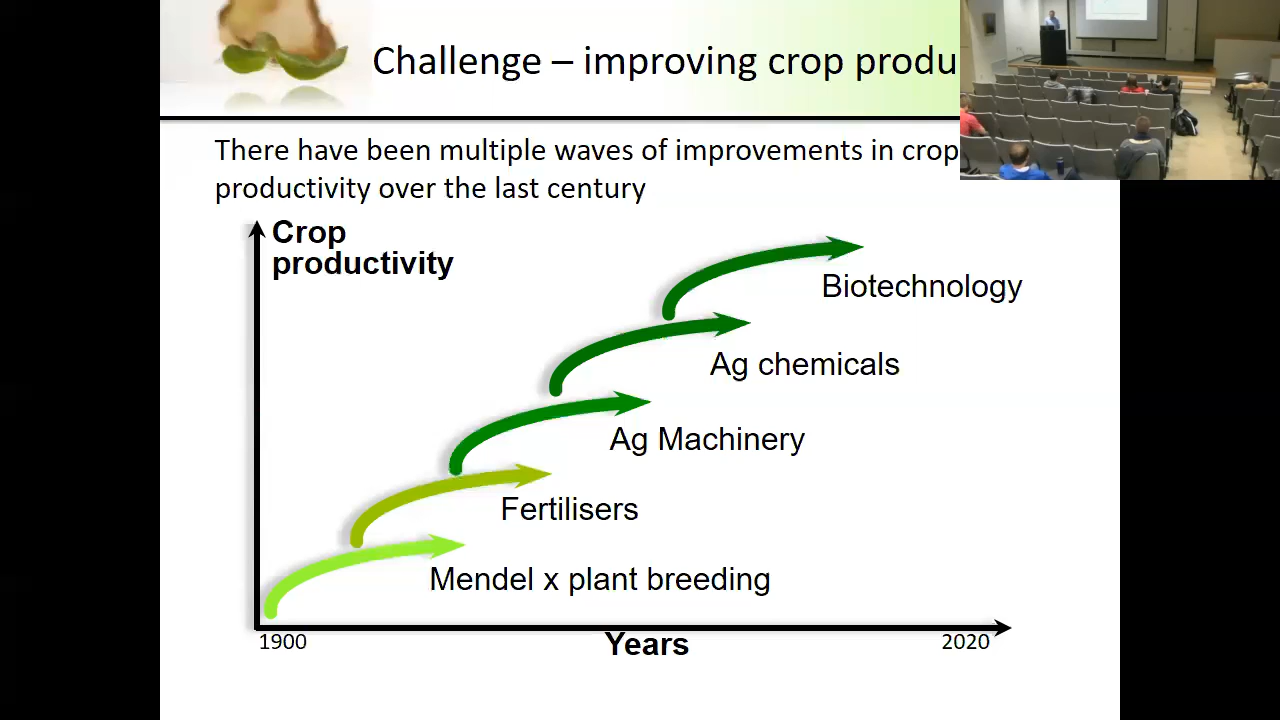 Challenge – improving crop produ
There have been multiple waves of improvements in crop
productivity over the last century
Crop
productivity
Biotechnology
Ag chemicals
Ag Machinery
Fertilisers
Mendel x plant breeding
1900
Years
2020